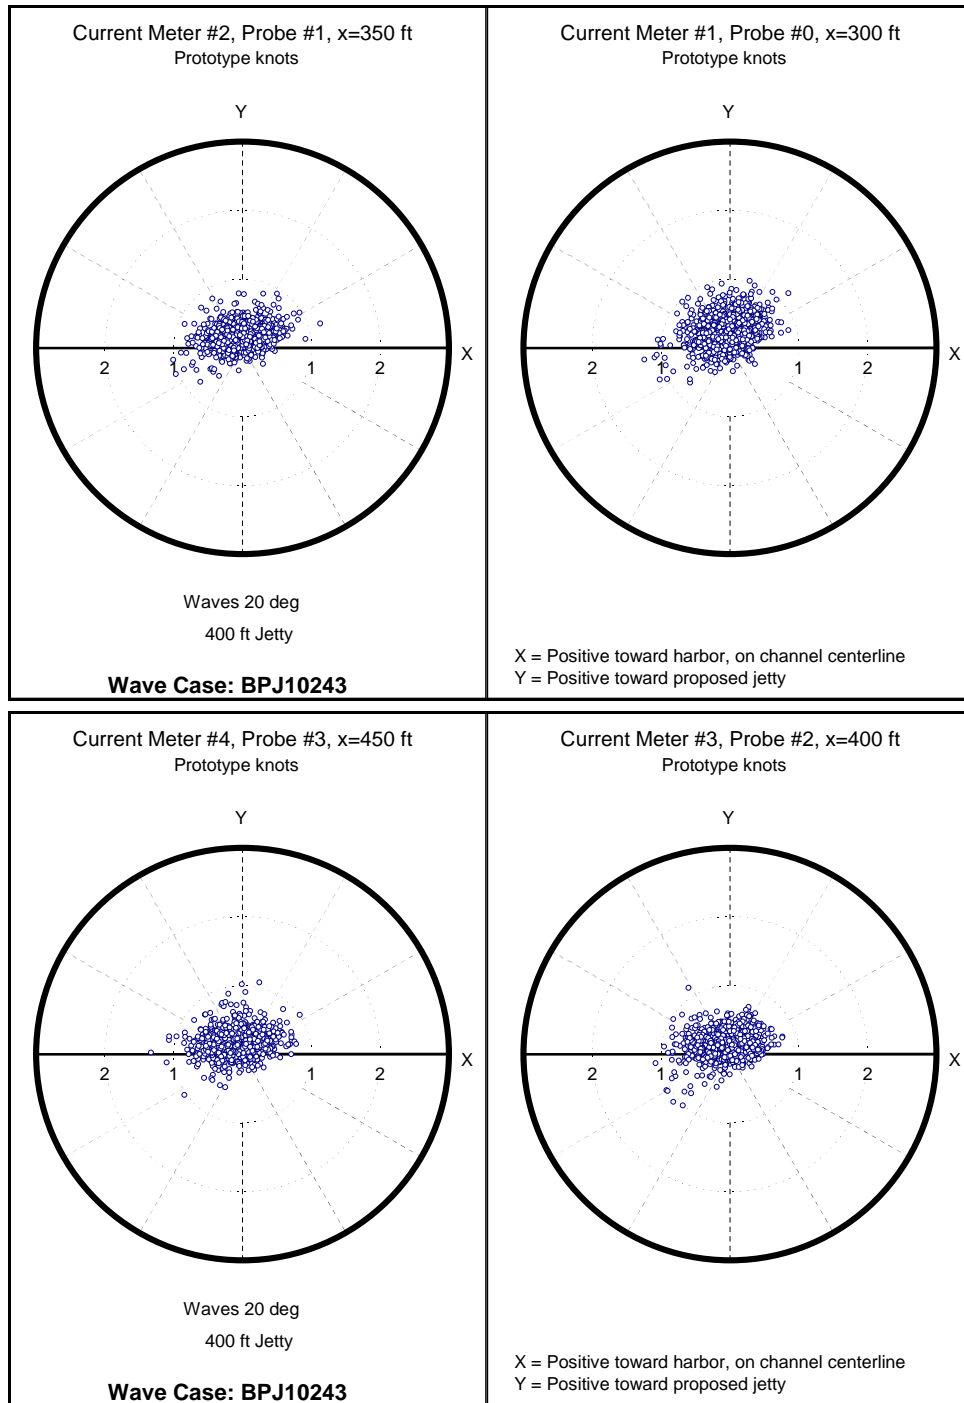 Current Meter #2, Probe #1, x=350 ft
Prototype knots
Y
X
2
1
1
2
Waves 20 deg
400 ft Jetty
Wave Case: BPJ10243
Current Meter #1, Probe #0, x=300 ft
Prototype knots
Y
X
2
1
1
2
X = Positive toward harbor, on channel centerline
Y = Positive toward proposed jetty
Current Meter #4, Probe #3, x=450 ft
Prototype knots
Y
X
2
1
1
2
Waves 20 deg
400 ft Jetty
Wave Case: BPJ10243
Current Meter #3, Probe #2, x=400 ft
Prototype knots
Y
X
2
1
1
2
X = Positive toward harbor, on channel centerline
Y = Positive toward proposed jetty